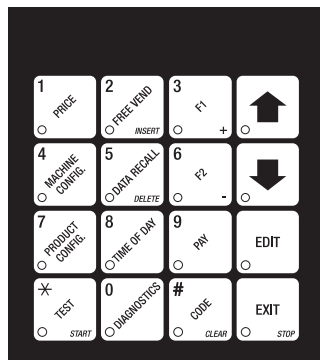 1 PRICE
2 FREE VEND INSERT
3 F1 +
4 MACHINE CONFIG.
5 DATA RECALL DELETE
6 F2 -
7 PRODUCT CONFIG.
8 TIME OF DAY
9 PAY
EDIT
* TEST START
0 DIAGNOSTICS
# CODE CLEAR
EXIT STOP